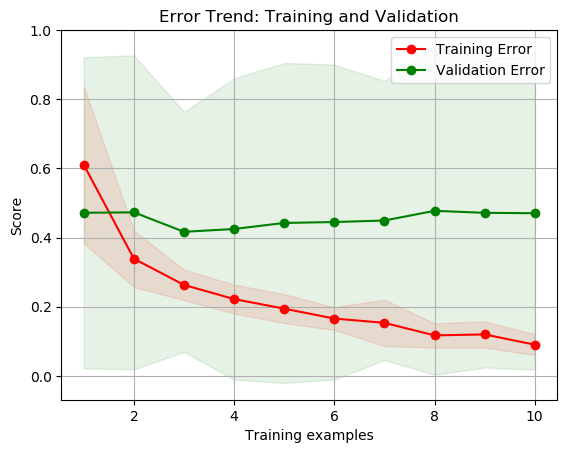 Error Trend: Training and Validation
Training Error
Validation Error
Score
1.0
0.8
0.6
0.4
0.2
0.0
2
4
6
8
10
Training examples